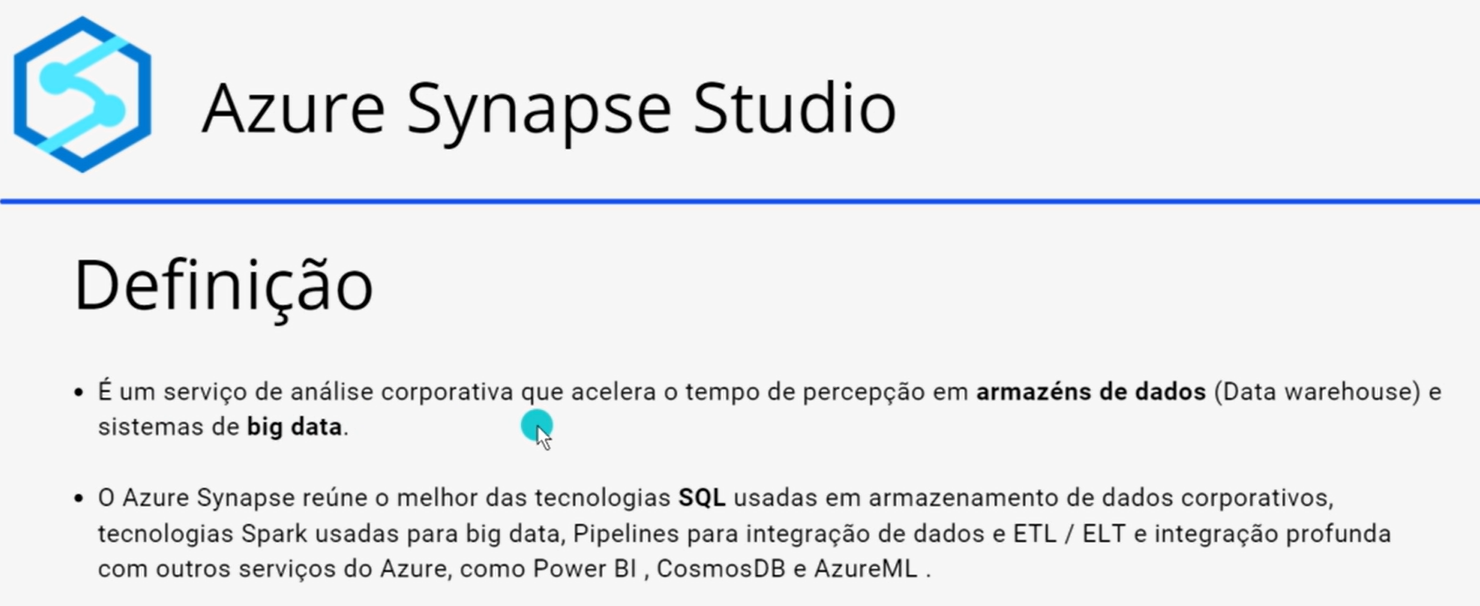 Azure Synapse Studio
Definição
• É um serviço de análise corporativa que acelera o tempo de percepção em armazéns de dados (Data warehouse) e
sistemas de big data.
• O Azure Synapse reúne o melhor das tecnologias SQL usadas em armazenamento de dados corporativos,
tecnologias Spark usadas para big data, Pipelines para integração de dados e ETL / ELT e integração profunda
com outros serviços do Azure, como Power BI , CosmosDB e AzureML .